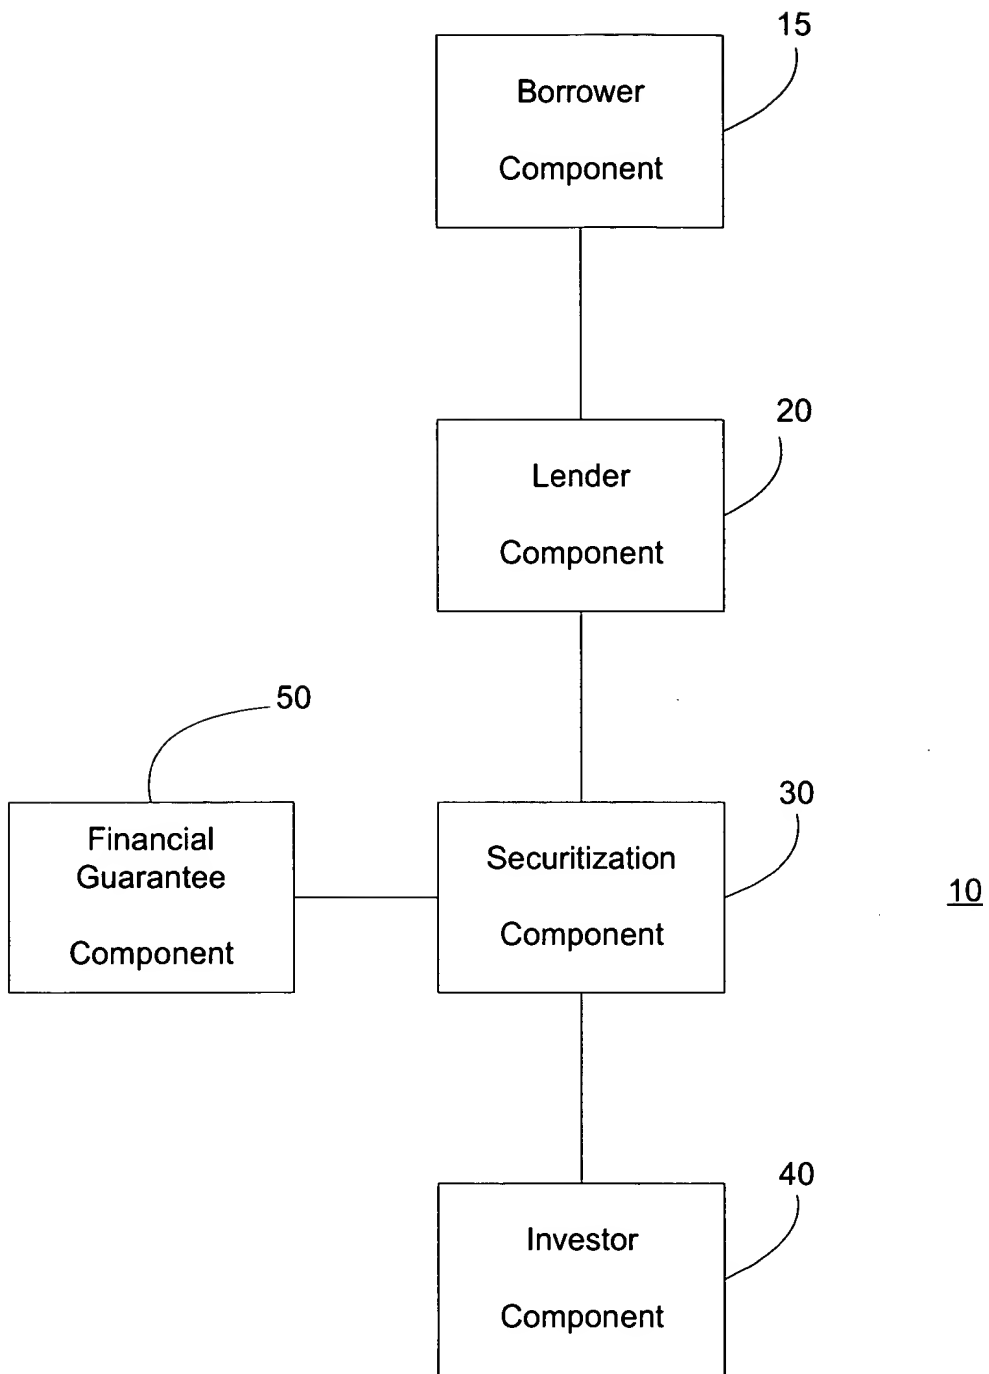 15
Borrower
Component
20
Lender
Component
50
30
Financial
Guarantee
Component
Securitization
Component
10
40
Investor
Component